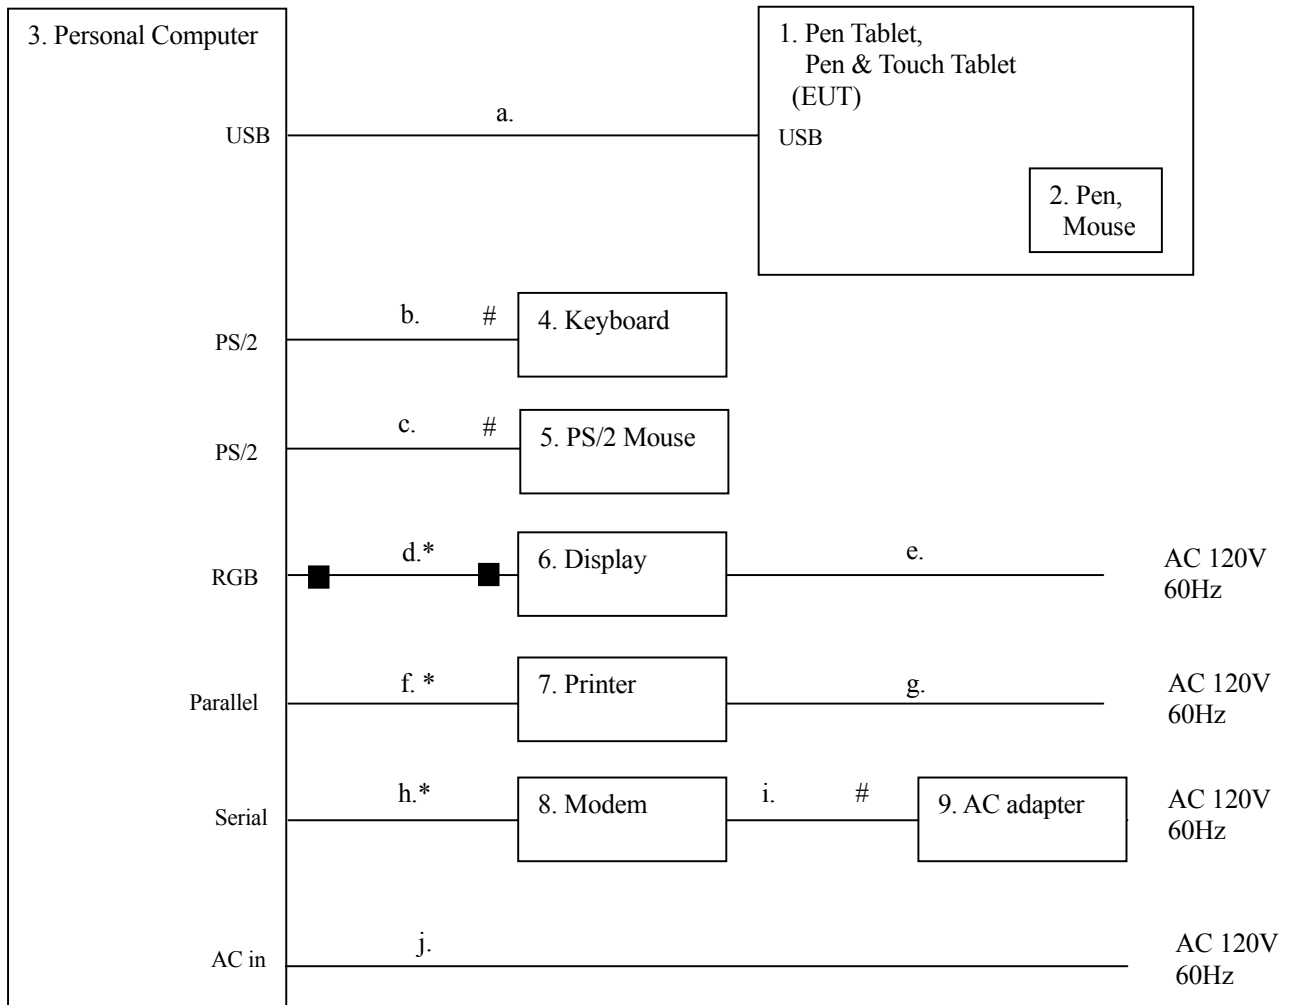 3. Personal Computer
1. Pen Tablet,
Pen & Touch Tablet
(EUT)
a.
USB
USB
2. Pen,
Mouse
b.
#
4. Keyboard
PS/2
c.
#
5. PS/2 Mouse
PS/2
d.*
6. Display
e.
AC 120V
60Hz
RGB
f. *
7. Printer
g.
AC 120V
60Hz
Parallel
h.*
8. Modem
i.
#
9. AC adapter
AC 120V
60Hz
Serial
j.
AC 120V
60Hz
AC in